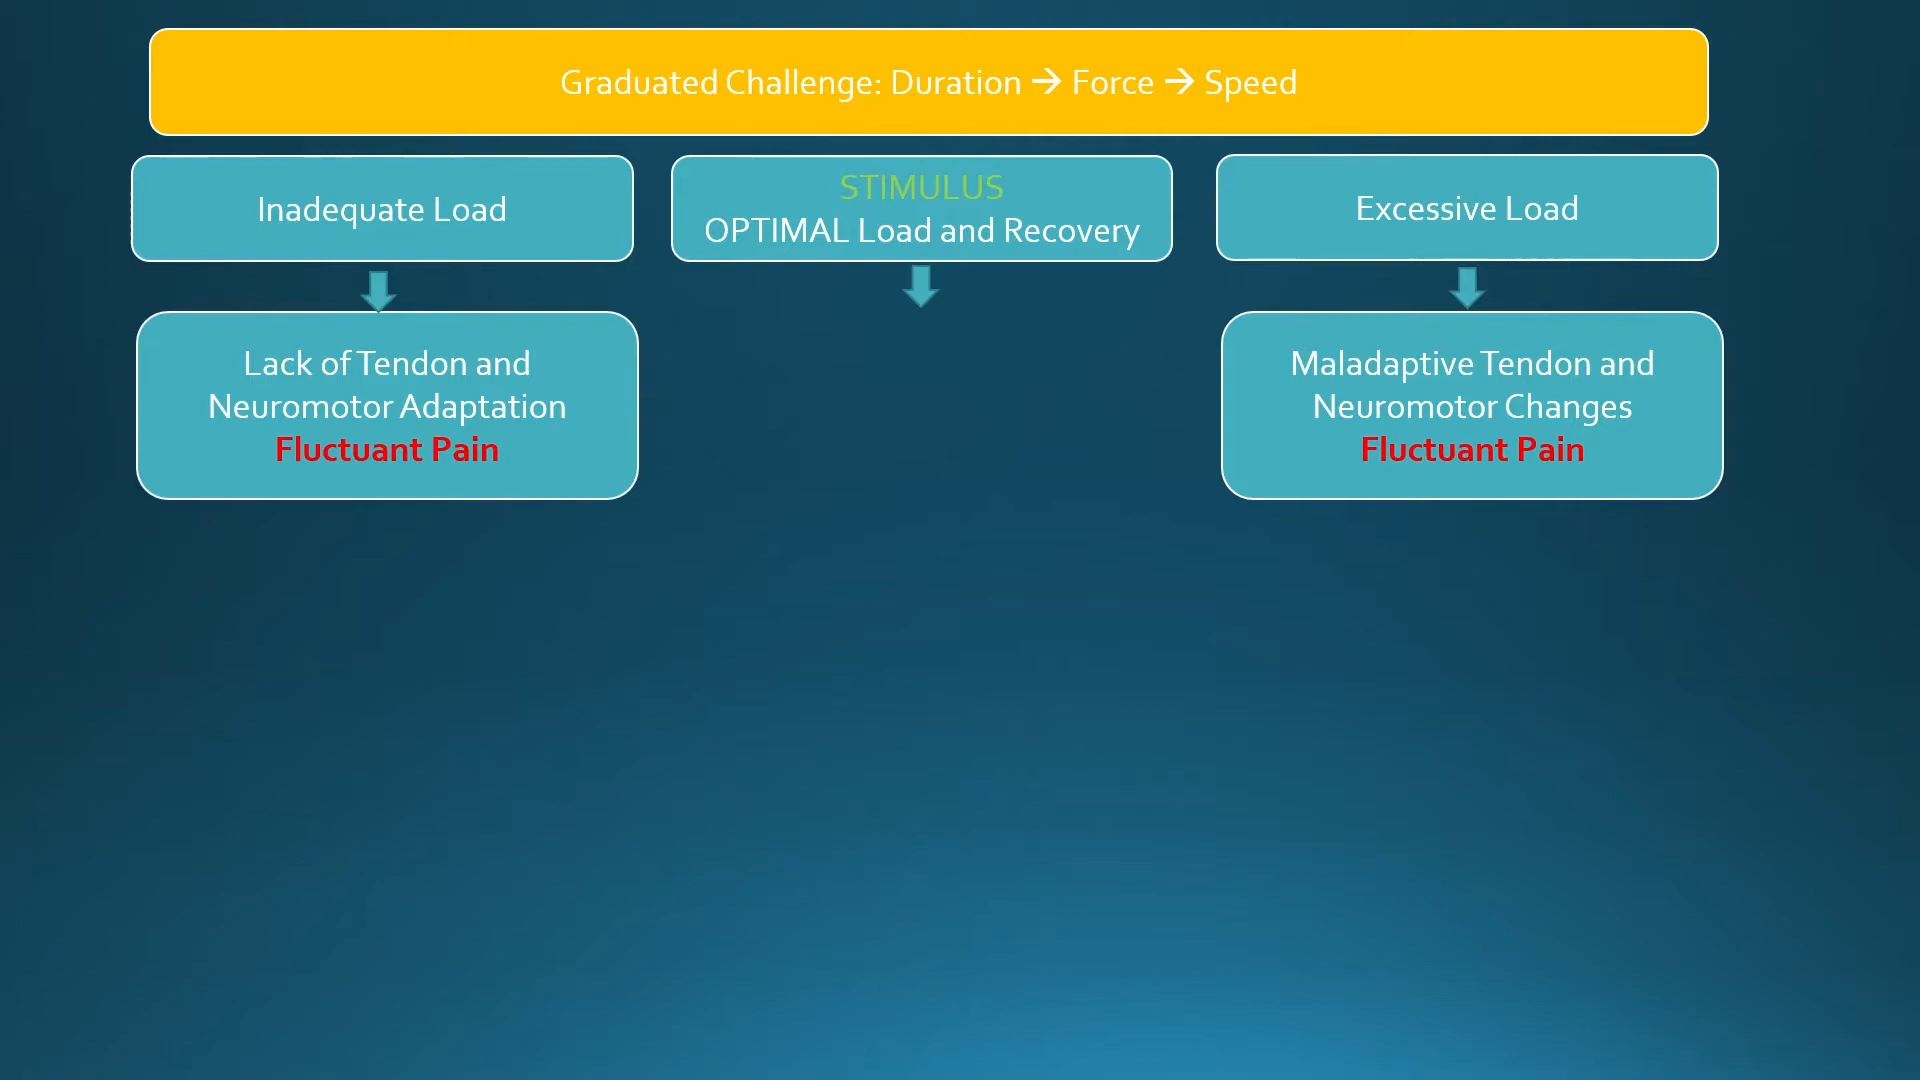 Graduated Challenge: Duration → Force → Speed
Inadequate Load
STIMULUS
OPTIMAL Load and Recovery
Excessive Load
Lack of Tendon and
Neuromotor Adaptation
Fluctuant Pain
Maladaptive Tendon and
Neuromotor Changes
Fluctuant Pain